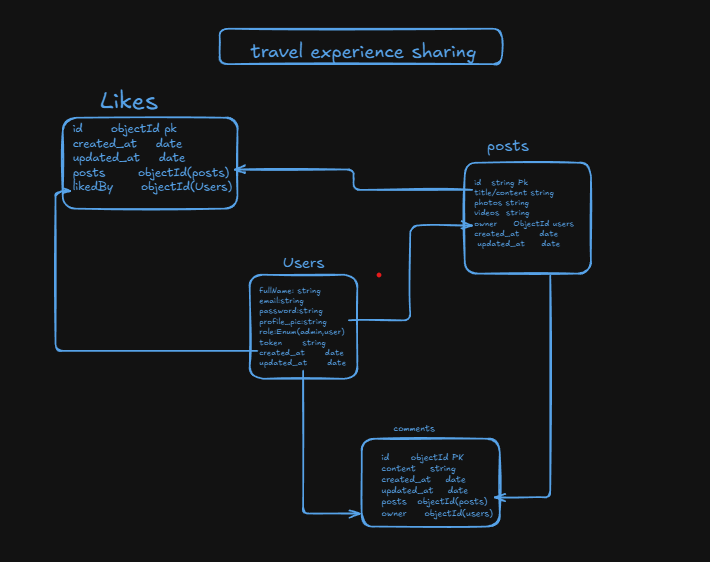 travel experience sharing
Likes
id objectId pk
created_at date
updated_at date
posts objectId(posts)
likedBy objectId(Users)
posts
id string Pk
title/content string
photos string
videos string
owner ObjectId users
created_at date
updated_at date
Users
fullName: string
email:string
password:string
profile_pic:string
role:Enum(admin,user)
token string
created_at date
updated_at date
comments
id objectId PK
content string
created_at date
updated_at date
posts objectId(posts)
owner objectId(users)